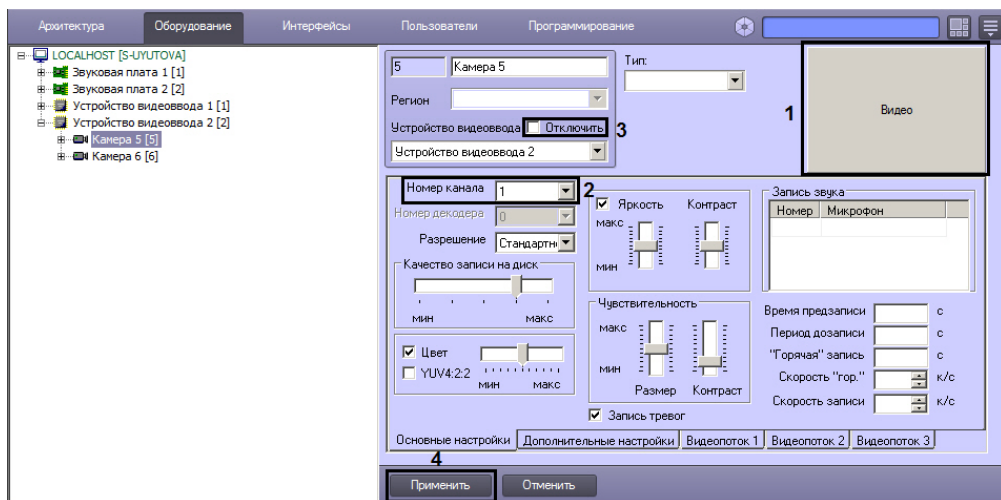 Архитектура Оборудование Интерфейсы Пользователи Программирование
LOCALHOST [S-UYUTOVA]
Звуковая плата 1 [1]
Звуковая плата 2 [2]
Устройство видеоввода 1 [1]
Устройство видеоввода 2 [2]
Камера 5 [5]
Камера 6 [6]
5 Камера 5
Тип:
Регион
Устройство видеоввода Отключить 3
Устройство видеоввода 2
1 Видео
Номер канала 1 2
Номер декодера 0
Разрешение Стандартн
Качество записи на диск
мин макс
Цвет
YUV4:2:2
мин макс
Яркость Контраст
макс
мин
Чувствительность
макс
мин
Размер Контраст
Запись тревог
Запись звука
Номер Микрофон
Время предзаписи с
Период дозаписи с
"Горячая" запись с
Скорость "гор." к/с
Скорость записи к/с
Основные настройки Дополнительные настройки Видеопоток 1 Видеопоток 2 Видеопоток 3
4
Применить Отменить